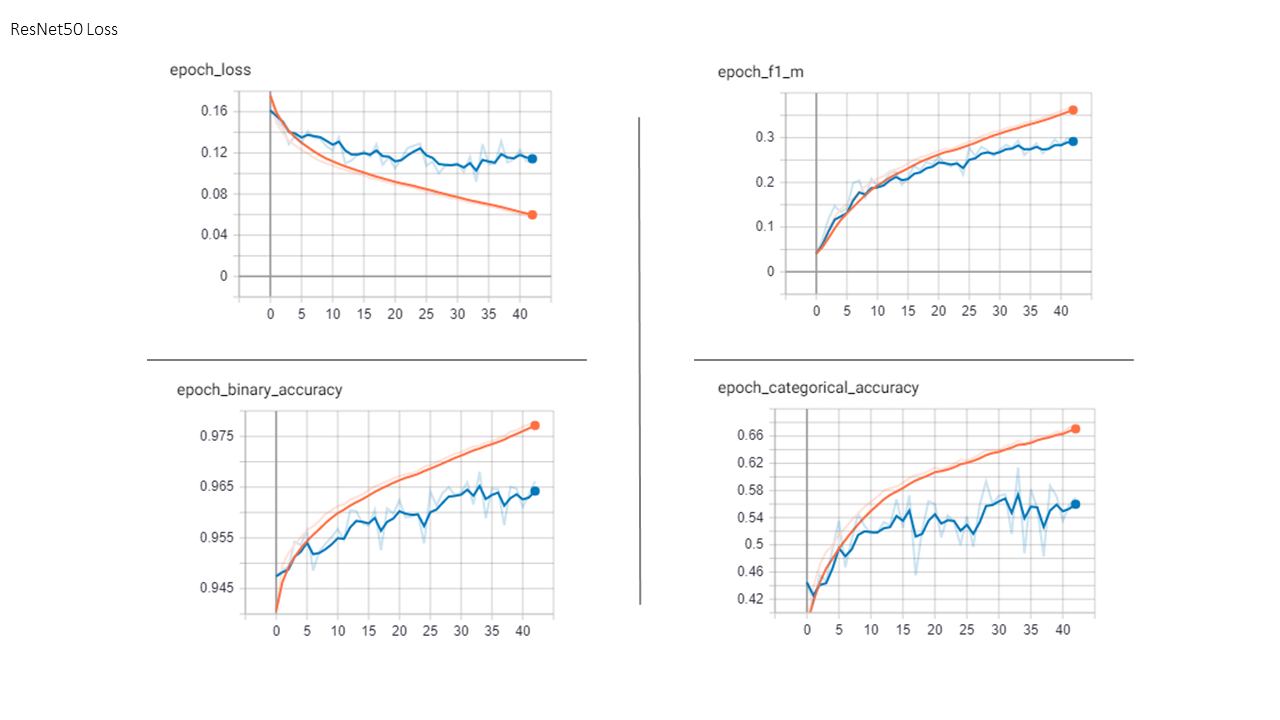 ResNet50 Loss
epoch_loss
0.16
0.12
0.08
0.04
0
0 5 10 15 20 25 30 35 40
epoch_f1_m
0.3
0.2
0.1
0
0 5 10 15 20 25 30 35 40
epoch_binary_accuracy
0.975
0.965
0.955
0.945
0 5 10 15 20 25 30 35 40
epoch_categorical_accuracy
0.66
0.62
0.58
0.54
0.5
0.46
0.42
0 5 10 15 20 25 30 35 40